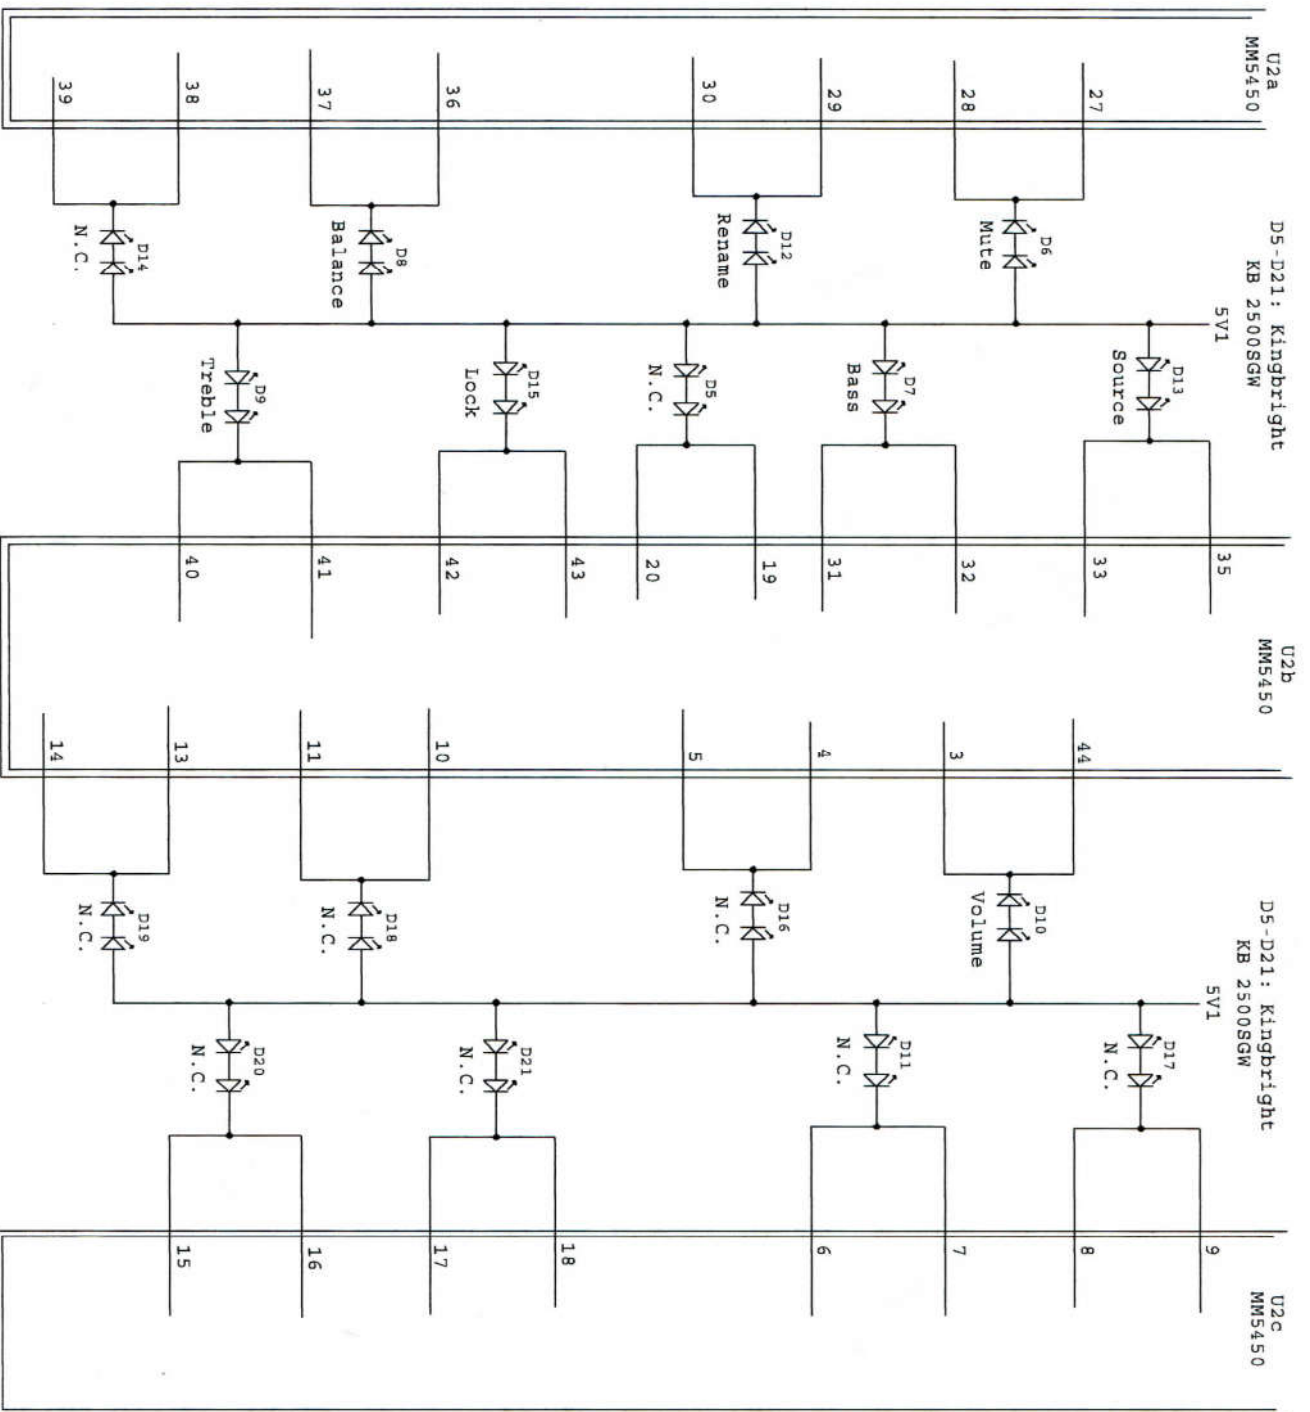 U2a
MM5450
39
38
37
36
30
29
28
27
D5-D21: Kingbright
KB 2500SGW
D14
N.C.
D8
Balance
D12
Rename
D6
Mute
5V1
D9
Treble
D15
Lock
D5
N.C.
D7
Bass
D13
Source
40
41
42
43
20
19
31
32
33
35
U2b
MM5450
14
13
11
10
5
4
3
44
D5-D21: Kingbright
KB 2500SGW
D19
N.C.
D18
N.C.
D16
N.C.
D10
Volume
5V1
D20
N.C.
D21
N.C.
D11
N.C.
D17
N.C.
15
16
17
18
6
7
8
9
U2c
MM5450